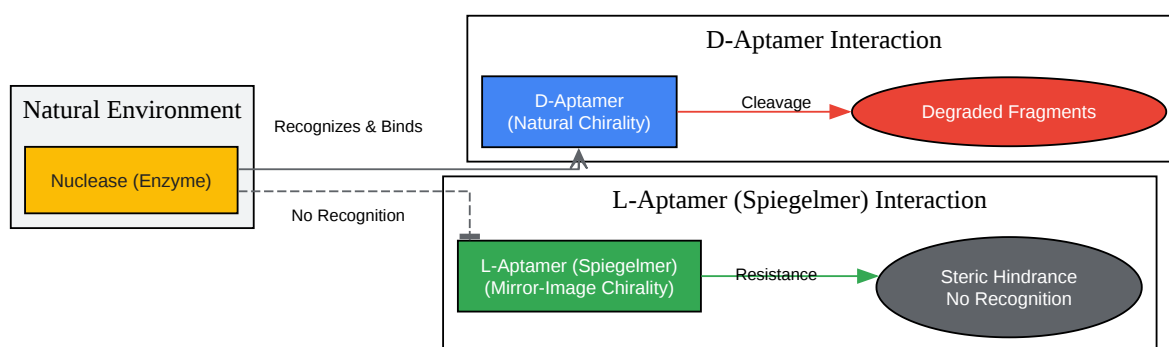 D-Aptamer Interaction
Natural Environment
D-Aptamer
(Natural Chirality)
Cleavage
Degraded Fragments
Recognizes & Binds
Nuclease (Enzyme)
No Recognition
L-Aptamer (Spiegelmer) Interaction
L-Aptamer (Spiegelmer)
(Mirror-Image Chirality)
Resistance
Steric Hindrance
No Recognition